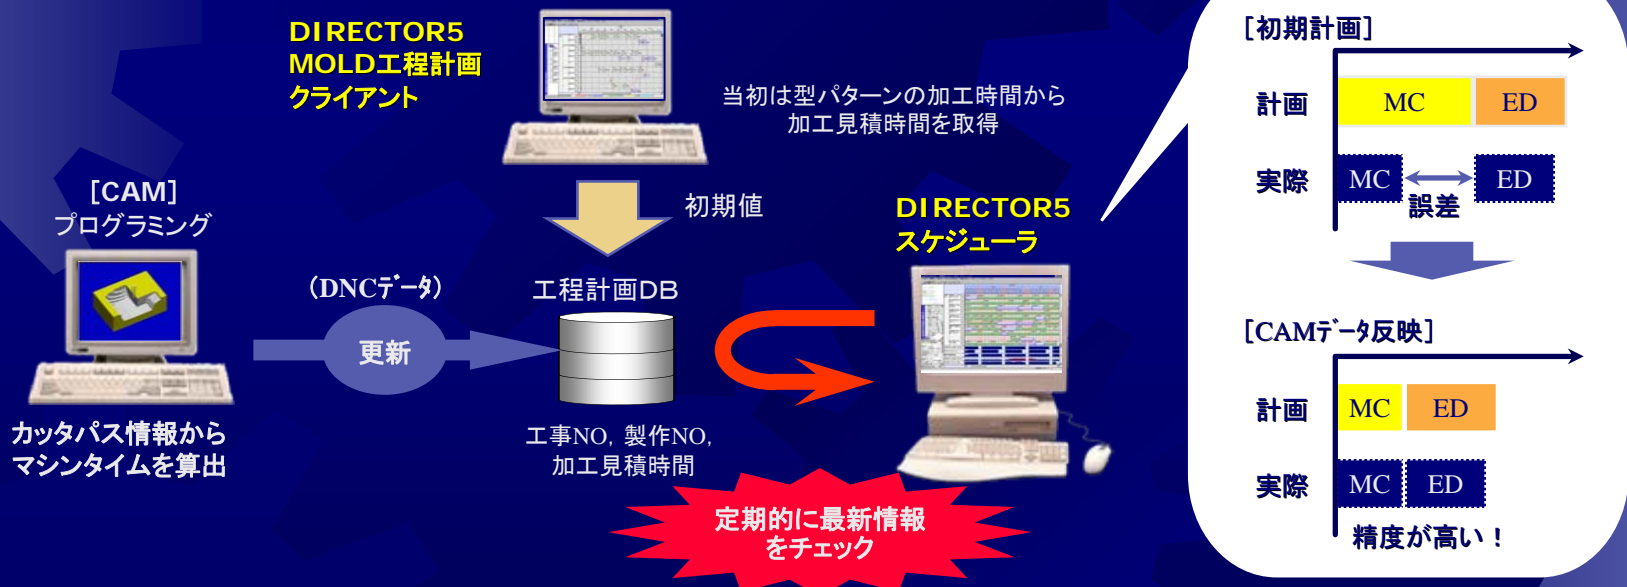 DIRECTOR5
MOLD工程計画
クライアント
当初は型パターンの加工時間から
加工見積時間を取得
[CAM]
プログラミング
初期値
DIRECTOR5
スケジューラ
(DNCデータ)
更新
工程計画DB
カッタパス情報から
マシンタイムを算出
工事NO, 製作NO,
加工見積時間
定期的に最新情報
をチェック
[初期計画]
計画 MC ED
実際 MC ED
誤差
[CAMデータ反映]
計画 MC ED
実際 MC ED
精度が高い！